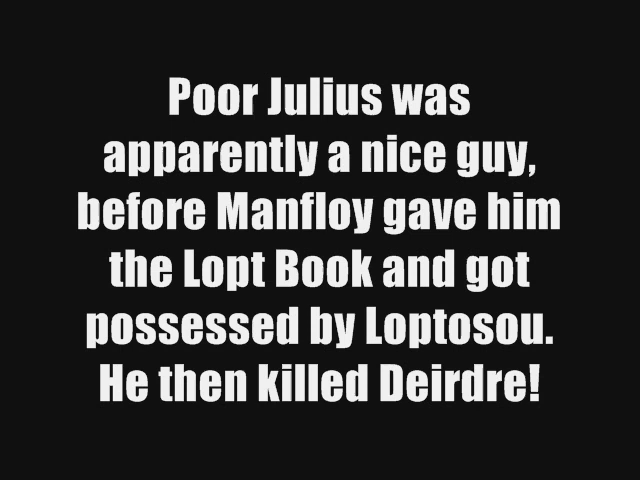 Poor Julius was
apparently a nice guy,
before Manfloy gave him
the Lopt Book and got
possessed by Loptosou.
He then killed Deirdre!